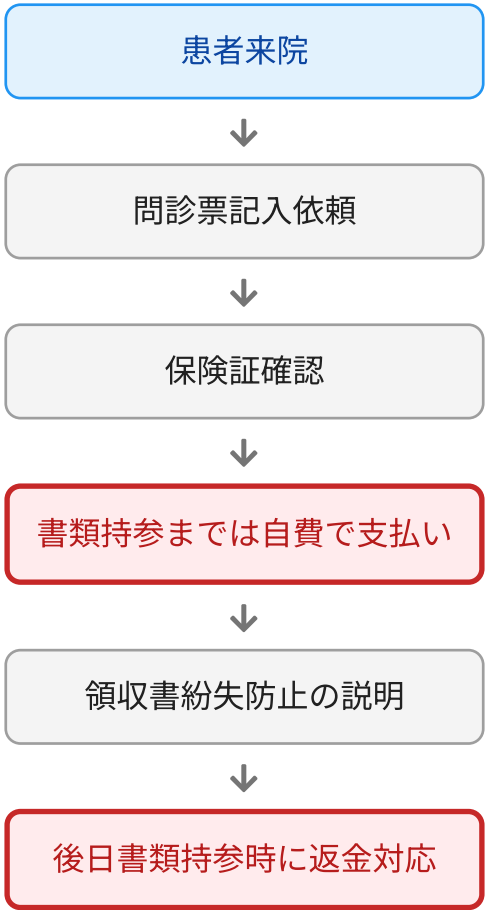 患者来院
問診票記入依頼
保険証確認
書類持参までは自費で支払い
領収書紛失防止の説明
後日書類持参時に返金対応